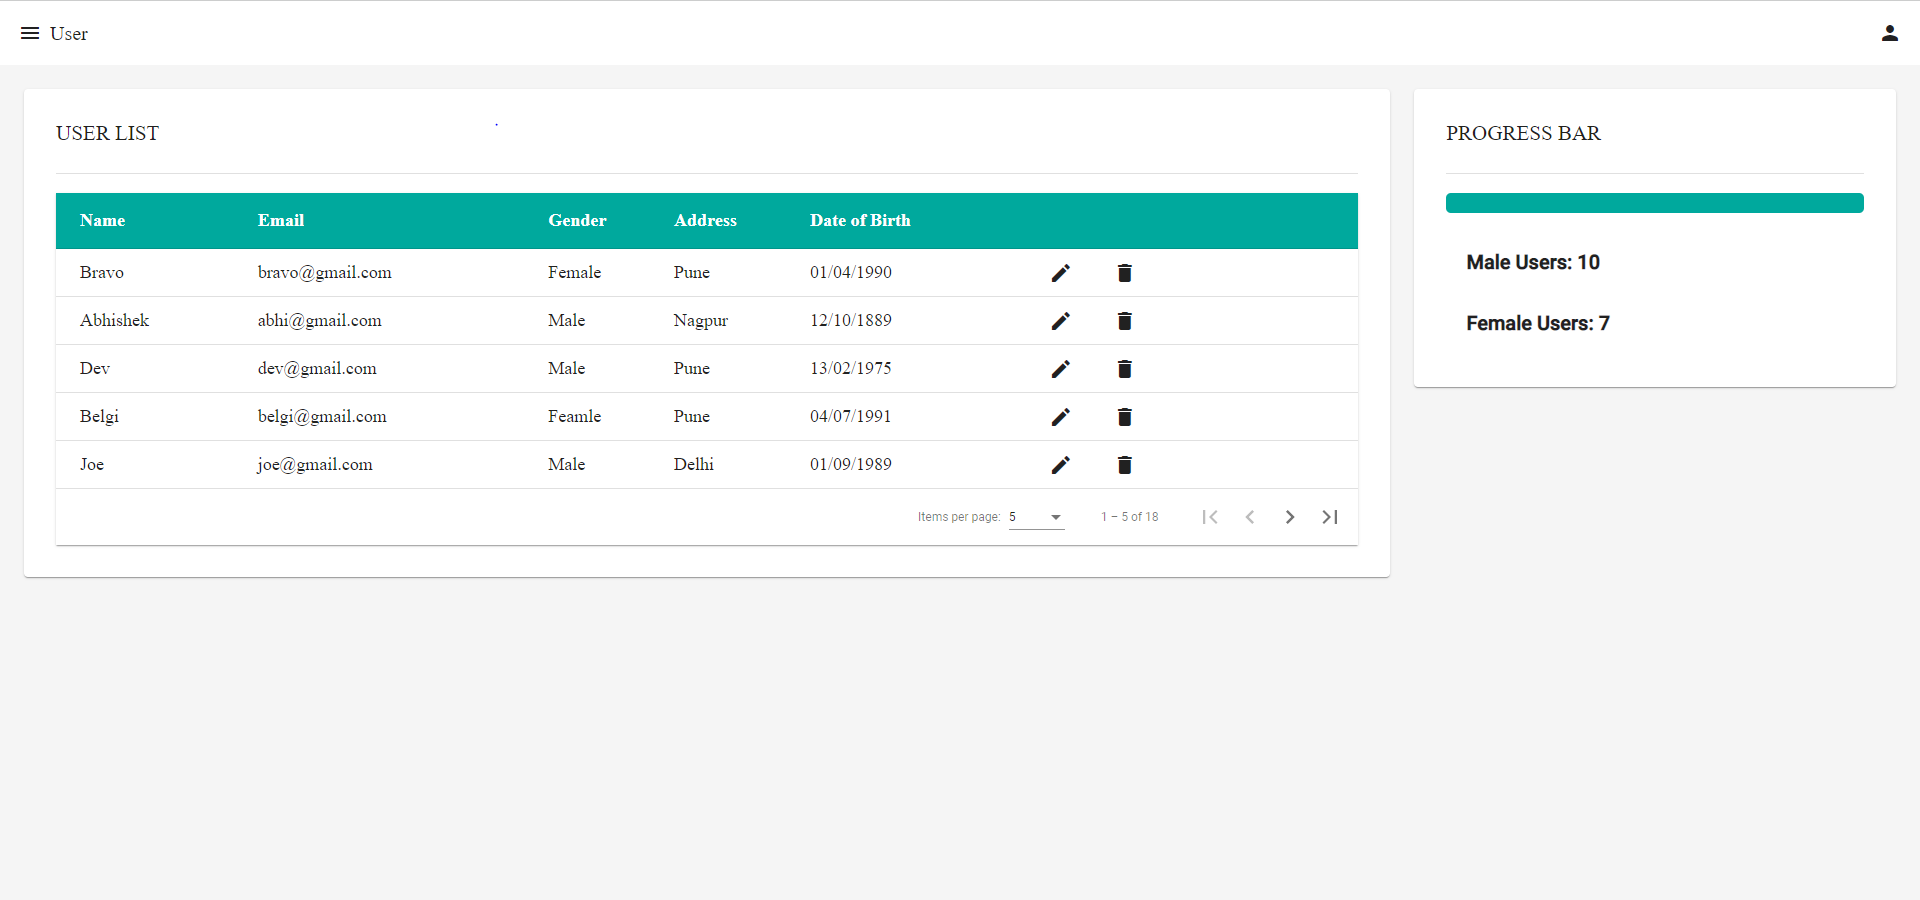 User
USER LIST
Name Email Gender Address Date of Birth
Bravo bravo@gmail.com Female Pune 01/04/1990
Abhishek abhi@gmail.com Male Nagpur 12/10/1889
Dev dev@gmail.com Male Pune 13/02/1975
Belgi belgi@gmail.com Feamle Pune 04/07/1991
Joe joe@gmail.com Male Delhi 01/09/1989
Items per page: 5 1 – 5 of 18
PROGRESS BAR
Male Users: 10
Female Users: 7